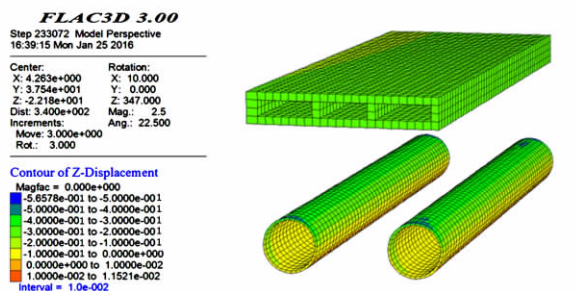 FLAC3D 3.00
Step 233072 Model Perspective
16:39:15 Mon Jan 25 2016
Center:
X: 4.263e+000
Y: 3.754e+001
Z: -2.218e+001
Dist: 3.400e+002
Increments:
Move: 3.000e+000
Rot.: 3.000
Rotation:
X: 10.000
Y: 0.000
Z: 347.000
Mag.: 2.5
Ang.: 22.500
Contour of Z-Displacement
Magfac = 0.000e+000
-5.6578e-001 to -5.0000e-001
-5.0000e-001 to -4.0000e-001
-4.0000e-001 to -3.0000e-001
-3.0000e-001 to -2.0000e-001
-2.0000e-001 to -1.0000e-001
-1.0000e-001 to 0.0000e+000
0.0000e+000 to 1.0000e-002
1.0000e-002 to 1.1521e-002
Interval = 1.0e-002